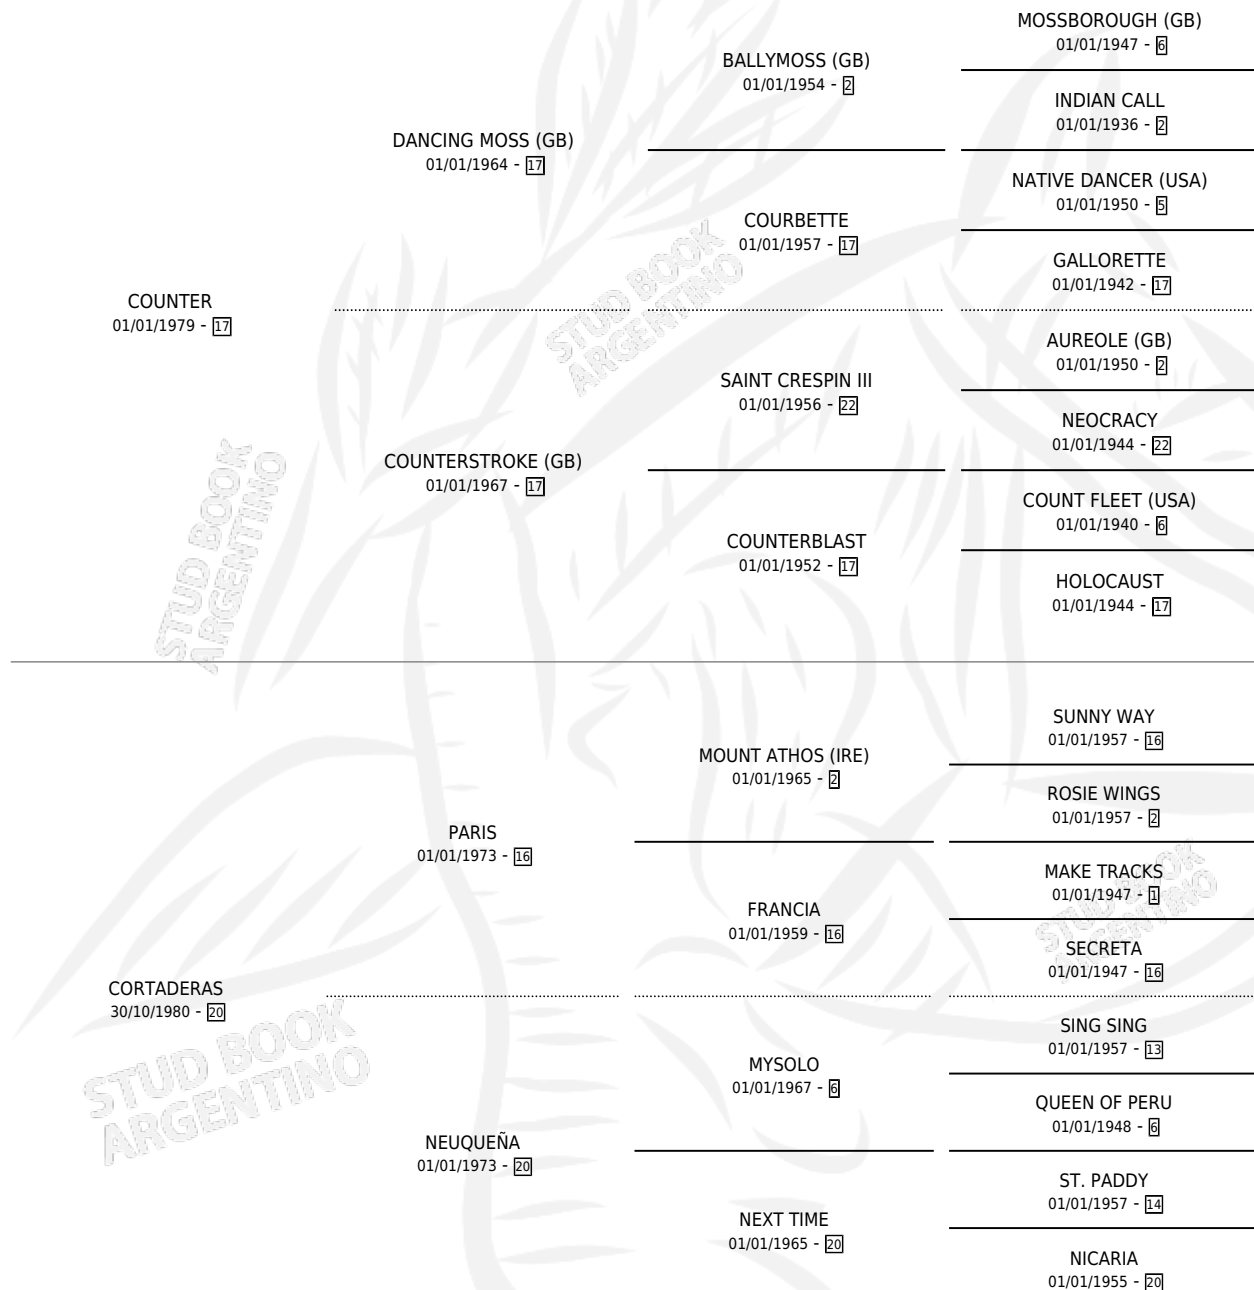 MOSSBOROUGH (GB)
01/01/1947 - 6
BALLYMOSS (GB)
01/01/1954 - 2
INDIAN CALL
01/01/1936 - 2
DANCING MOSS (GB)
01/01/1964 - 17
NATIVE DANCER (USA)
01/01/1950 - 5
COURBETTE
01/01/1957 - 17
GALLORETTE
01/01/1942 - 17
COUNTER
01/01/1979 - 17
AUREOLE (GB)
01/01/1950 - 2
SAINT CRESPIN III
01/01/1956 - 22
NEOCRACY
01/01/1944 - 22
COUNTERSTROKE (GB)
01/01/1967 - 17
COUNT FLEET (USA)
01/01/1940 - 6
COUNTERBLAST
01/01/1952 - 17
HOLOCAUST
01/01/1944 - 17
STUD BOOK
ARGENTINO
STUD BOOK
ARGENTINO
SUNNY WAY
01/01/1957 - 16
MOUNT ATHOS (IRE)
01/01/1965 - 2
ROSIE WINGS
01/01/1957 - 2
PARIS
01/01/1973 - 16
MAKE TRACKS
01/01/1947 - 1
FRANCIA
01/01/1959 - 16
SECRETA
01/01/1947 - 16
CORTADERAS
30/10/1980 - 20
SING SING
01/01/1957 - 13
MYSOLO
01/01/1967 - 6
QUEEN OF PERU
01/01/1948 - 6
NEUQUEÑA
01/01/1973 - 20
ST. PADDY
01/01/1957 - 14
NEXT TIME
01/01/1965 - 20
NICARIA
01/01/1955 - 20
STUD BOOK
ARGENTINO
STUD BOOK
ARGENTINO